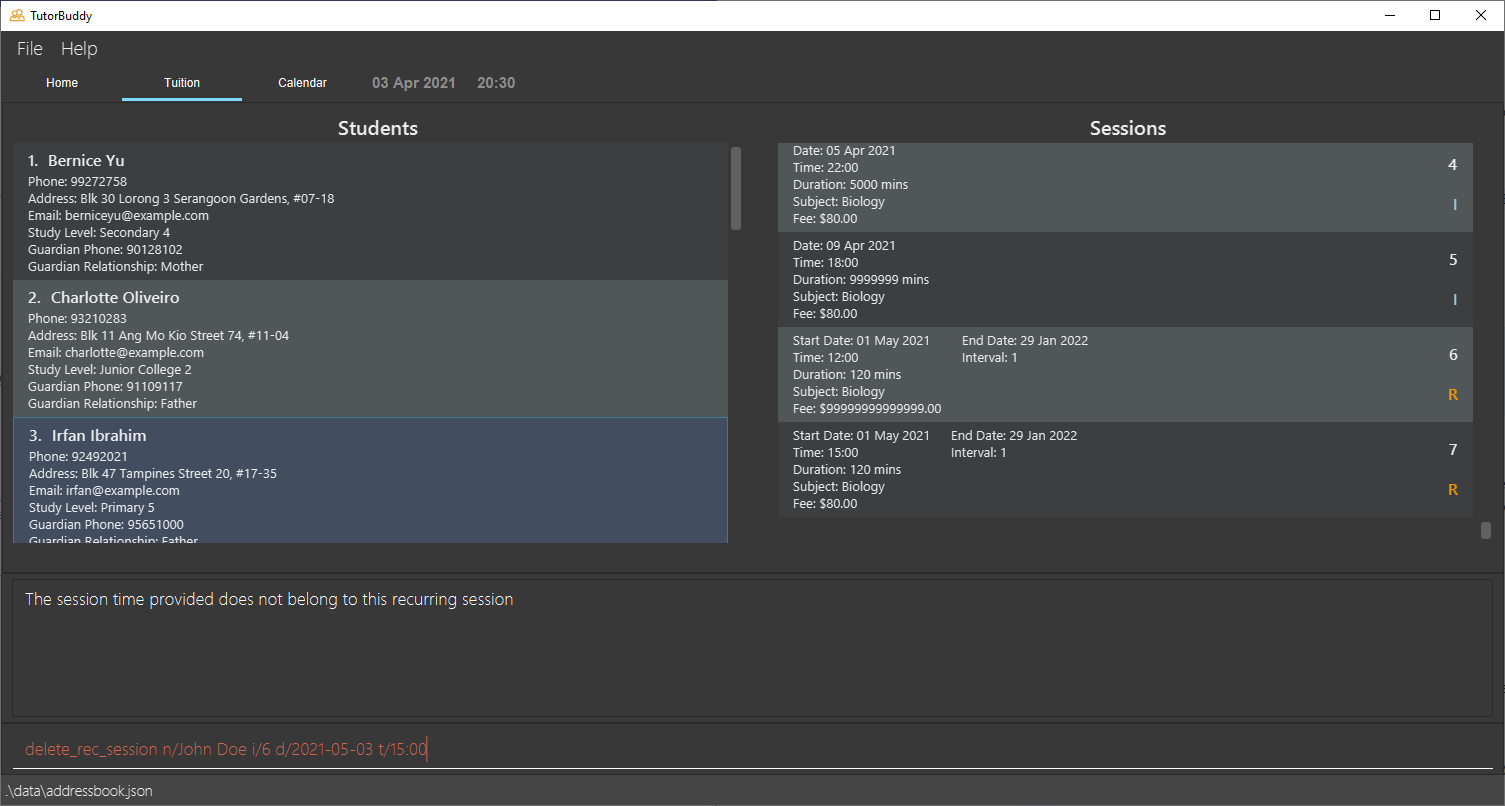 TutorBuddy
File Help
Home Tuition Calendar 03 Apr 2021 20:30
Students
1. Bernice Yu
Phone: 99272758
Address: Blk 30 Lorong 3 Serangoon Gardens, #07-18
Email: berniceyu@example.com
Study Level: Secondary 4
Guardian Phone: 90128102
Guardian Relationship: Mother
2. Charlotte Oliveiro
Phone: 93210283
Address: Blk 11 Ang Mo Kio Street 74, #11-04
Email: charlotte@example.com
Study Level: Junior College 2
Guardian Phone: 91109117
Guardian Relationship: Father
3. Irfan Ibrahim
Phone: 92492021
Address: Blk 47 Tampines Street 20, #17-35
Email: irfan@example.com
Study Level: Primary 5
Guardian Phone: 95651000
Guardian Relationship: Father
Sessions
Date: 05 Apr 2021
4
Time: 22:00
Duration: 5000 mins
Subject: Biology
I
Fee: $80.00
Date: 09 Apr 2021
5
Time: 18:00
Duration: 9999999 mins
Subject: Biology
I
Fee: $80.00
Start Date: 01 May 2021 End Date: 29 Jan 2022
6
Time: 12:00 Interval: 1
Duration: 120 mins
Subject: Biology
R
Fee: $99999999999999.00
Start Date: 01 May 2021 End Date: 29 Jan 2022
7
Time: 15:00 Interval: 1
Duration: 120 mins
Subject: Biology
R
Fee: $80.00
The session time provided does not belong to this recurring session
delete_rec_session n/John Doe i/6 d/2021-05-03 t/15:00
.\data\addressbook.json